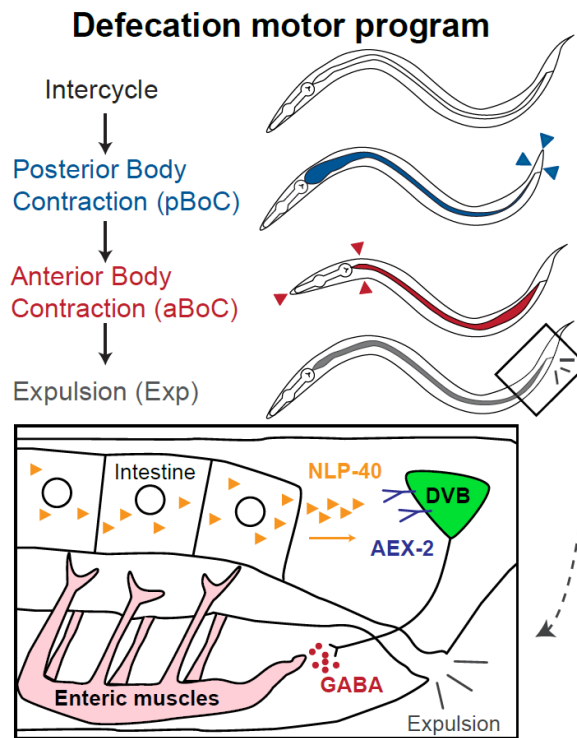 Defecation motor program
Intercycle
Posterior Body
Contraction (pBoC)
Anterior Body
Contraction (aBoC)
Expulsion (Exp)
Intestine
NLP-40
DVB
AEX-2
GABA
Enteric muscles
Expulsion